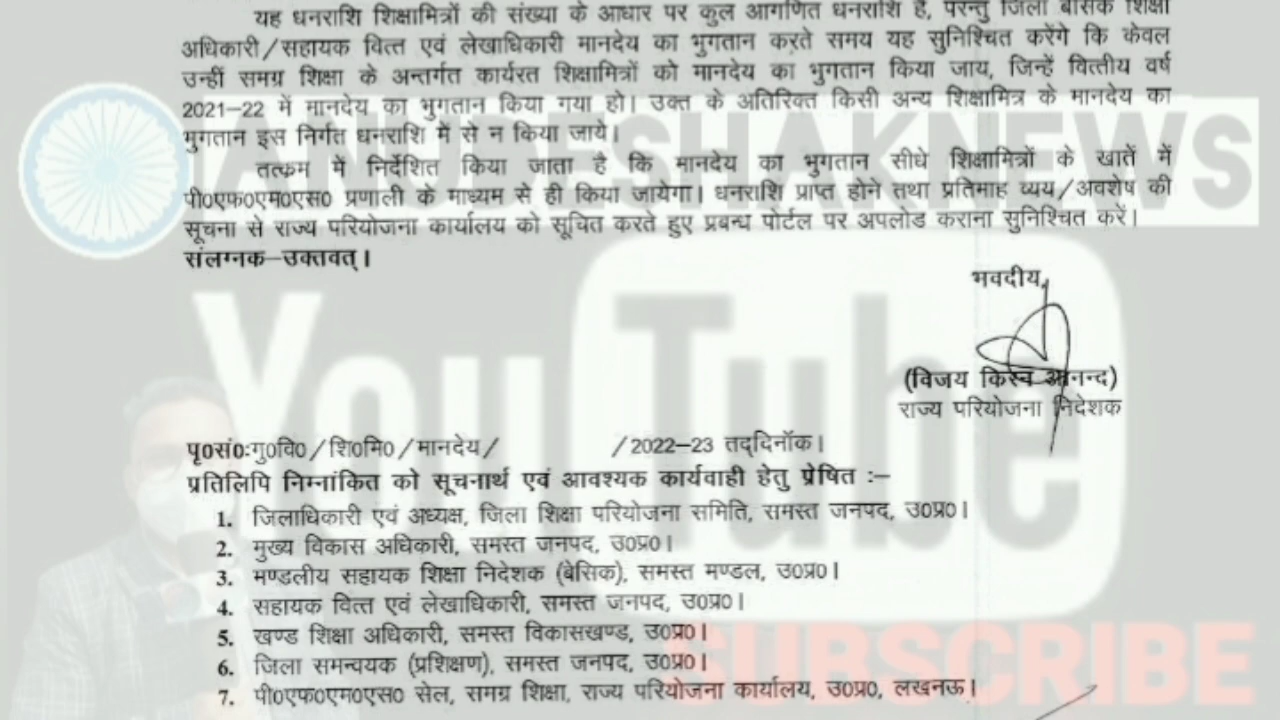 यह धनराशि शिक्षामित्रों की संख्या के आधार पर कुल आगणित धनराशि है, परन्तु जिला बेसिक शिक्षा
अधिकारी/सहायक वित्त एवं लेखाधिकारी मानदेय का भुगतान करते समय यह सुनिश्चित करेंगे कि केवल
उन्हीं समग्र शिक्षा के अन्तर्गत कार्यरत शिक्षामित्रों को मानदेय का भुगतान किया जाय, जिन्हें वित्तीय वर्ष
2021–22 में मानदेय का भुगतान किया गया हो। उक्त के अतिरिक्त किसी अन्य शिक्षामित्र के मानदेय का
भुगतान इस निर्गत धनराशि में से न किया जाये।
ANUDESHAKNEWS
तत्क्रम में निर्देशित किया जाता है कि मानदेय का भुगतान सीधे शिक्षामित्रों के खातें में
पी0एफ0एम0एस0 प्रणाली के माध्यम से ही किया जायेगा। धनराशि प्राप्त होने तथा प्रतिमाह व्यय/अवशेष की
सूचना से राज्य परियोजना कार्यालय को सूचित करते हुए प्रबन्ध पोर्टल पर अपलोड कराना सुनिश्चित करें।
संलग्नक–उक्तवत्।
भवदीय,
YouTube
(विजय किरन आनन्द)
राज्य परियोजना निदेशक
पृ0सं0:गु0वि0/शि0मि0/मानदेय/ /2022–23 तद्दिनॉक।
प्रतिलिपि निम्नांकित को सूचनार्थ एवं आवश्यक कार्यवाही हेतु प्रेषित :–
1. जिलाधिकारी एवं अध्यक्ष, जिला शिक्षा परियोजना समिति, समस्त जनपद, उ0प्र0।
2. मुख्य विकास अधिकारी, समस्त जनपद, उ0प्र0।
3. मण्डलीय सहायक शिक्षा निदेशक (बेसिक), समस्त मण्डल, उ0प्र0।
4. सहायक वित्त एवं लेखाधिकारी, समस्त जनपद, उ0प्र0।
5. खण्ड शिक्षा अधिकारी, समस्त विकासखण्ड, उ0प्र0।
6. जिला समन्वयक (प्रशिक्षण), समस्त जनपद, उ0प्र0।
7. पी0एफ0एम0एस0 सेल, समग्र शिक्षा, राज्य परियोजना कार्यालय, उ0प्र0, लखनऊ।
SUBSCRIBE